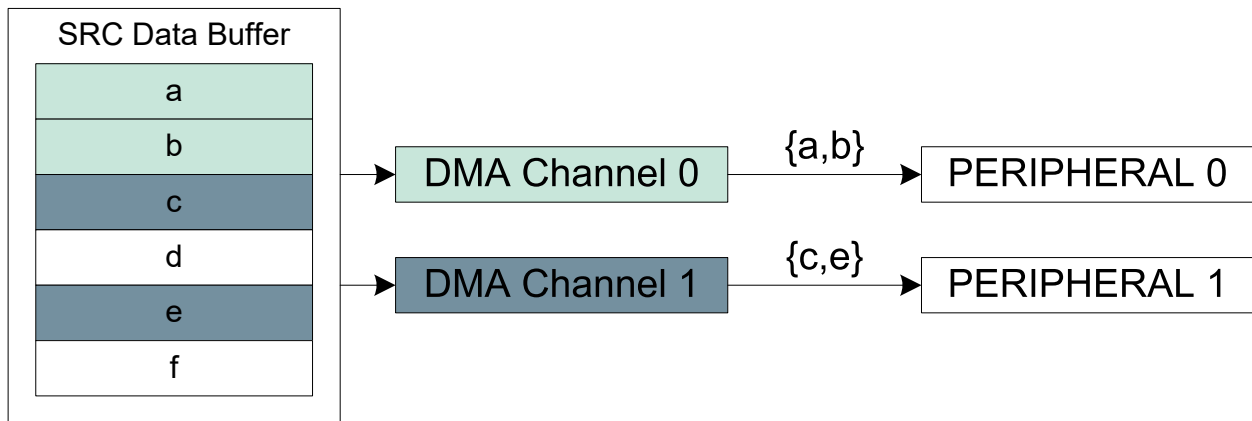 SRC Data Buffer
a
b
c
d
e
f
DMA Channel 0
{a,b}
PERIPHERAL 0
DMA Channel 1
{c,e}
PERIPHERAL 1